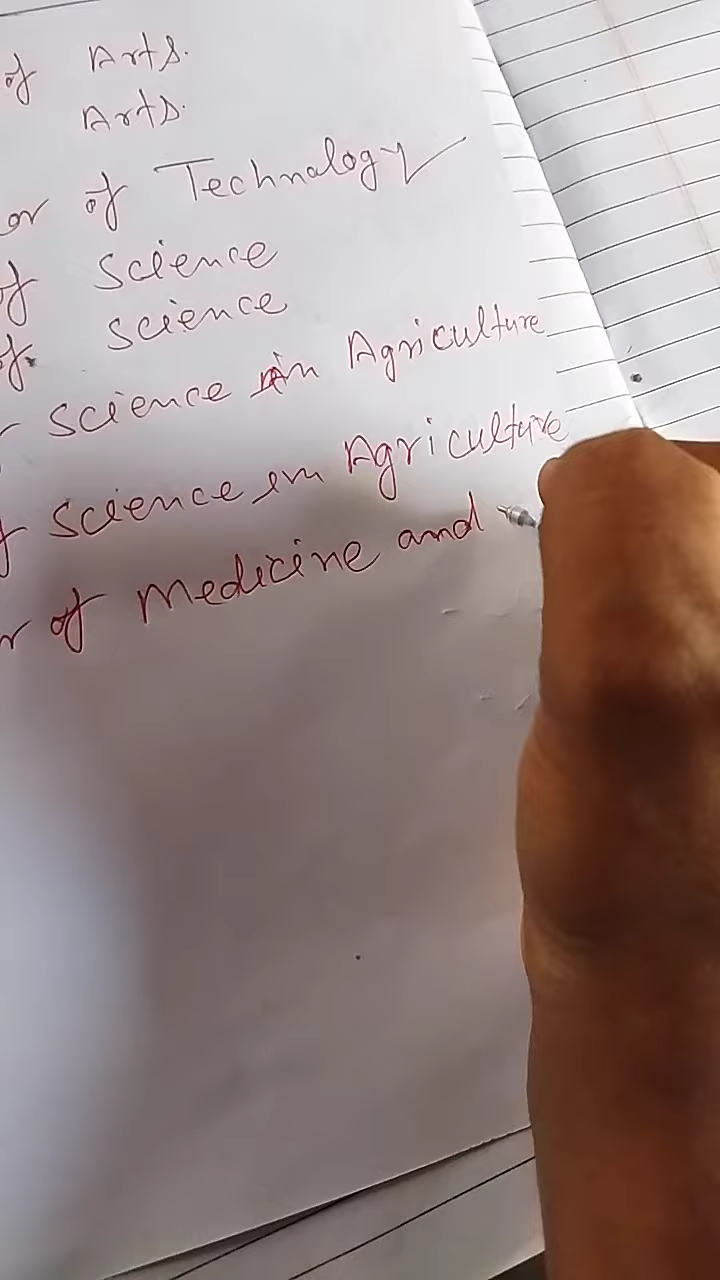 of Arts.
Arts.
or of Technology
of Science
of science
r science in Agriculture
f science in Agriculture
r of medicine and